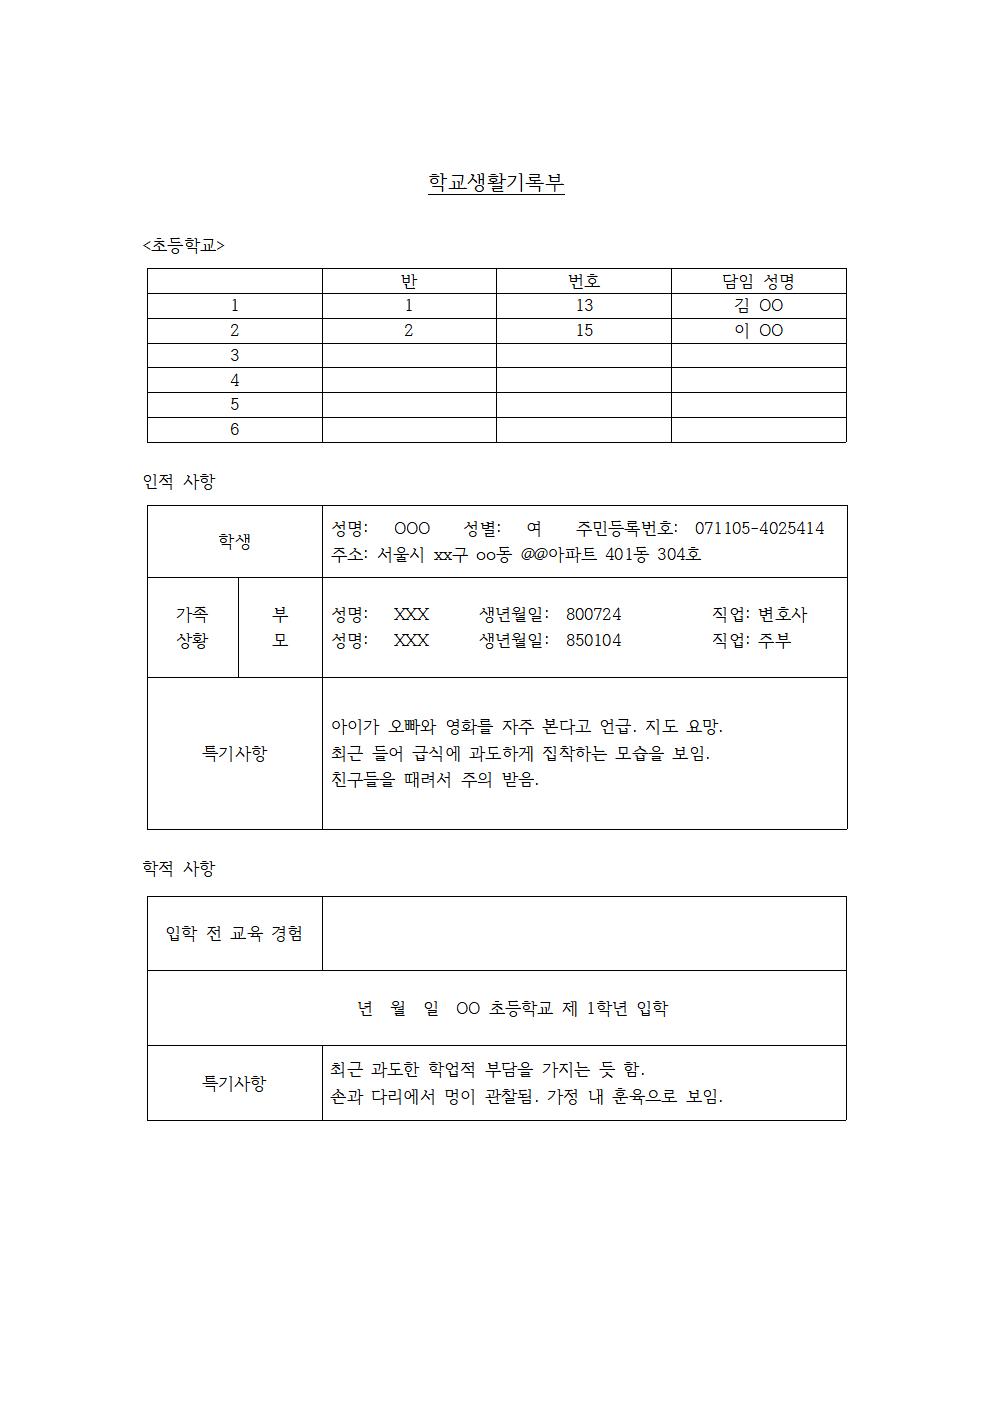 학교생활기록부
<초등학교>
반 번호 담임 성명
1 1 13 김 OO
2 2 15 이 OO
3
4
5
6
인적 사항
학생
성명: OOO 성별: 여 주민등록번호: 071105-4025414
주소: 서울시 xx구 oo동 @@아파트 401동 304호
가족 부 성명: XXX 생년월일: 800724 직업: 변호사
상황 모 성명: XXX 생년월일: 850104 직업: 주부
특기사항
아이가 오빠와 영화를 자주 본다고 언급. 지도 요망.
최근 들어 급식에 과도하게 집착하는 모습을 보임.
친구들을 때려서 주의 받음.
학적 사항
입학 전 교육 경험
년 월 일 OO 초등학교 제 1학년 입학
특기사항
최근 과도한 학업적 부담을 가지는 듯 함.
손과 다리에서 멍이 관찰됨. 가정 내 훈육으로 보임.